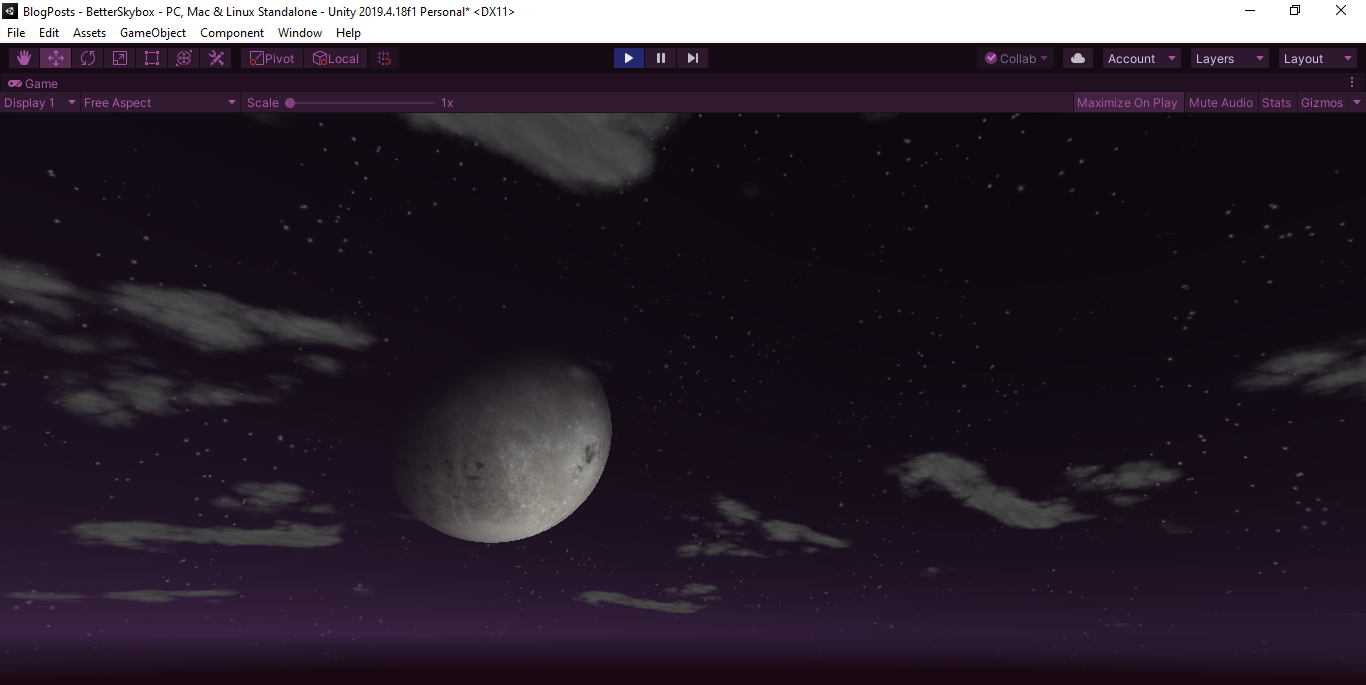 BlogPosts - BetterSkybox - PC, Mac & Linux Standalone - Unity 2019.4.18f1 Personal* <DX11>
File Edit Assets GameObject Component Window Help
Pivot Local Collab Account Layers Layout
Game
Display 1 Free Aspect Scale 1x Maximize On Play Mute Audio Stats Gizmos